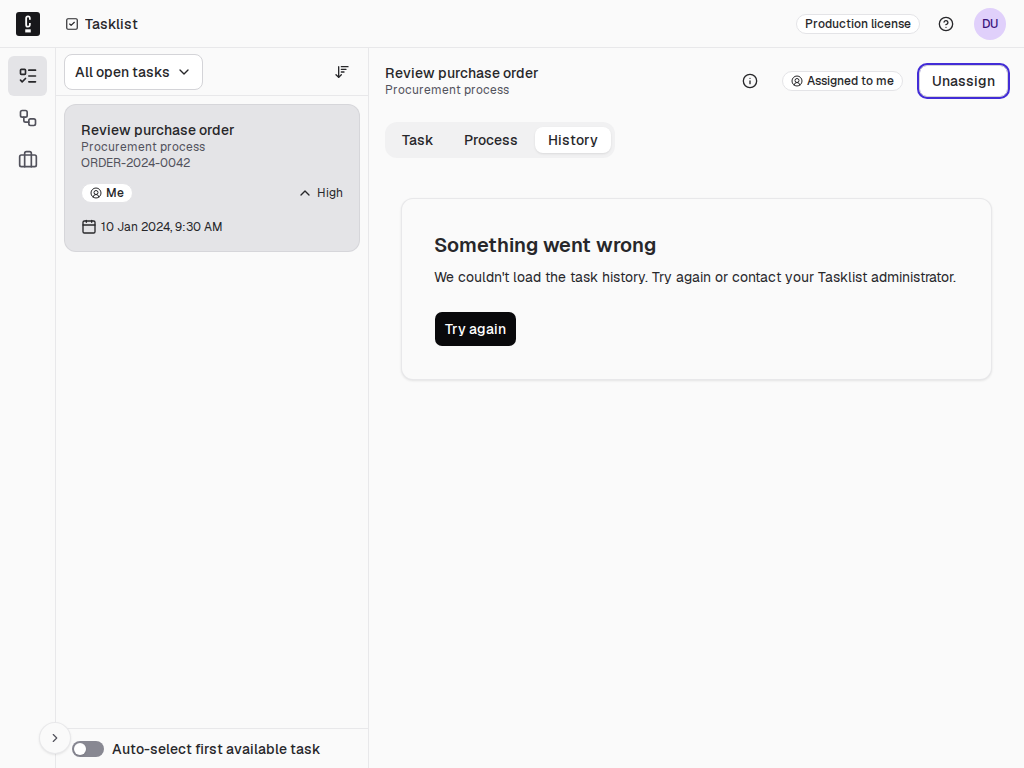 Tasklist
Production license
DU
All open tasks
Review purchase order
Procurement process
ORDER-2024-0042
Me
High
10 Jan 2024, 9:30 AM
Auto-select first available task
Review purchase order
Procurement process
Assigned to me
Unassign
Task
Process
History
Something went wrong
We couldn't load the task history. Try again or contact your Tasklist administrator.
Try again